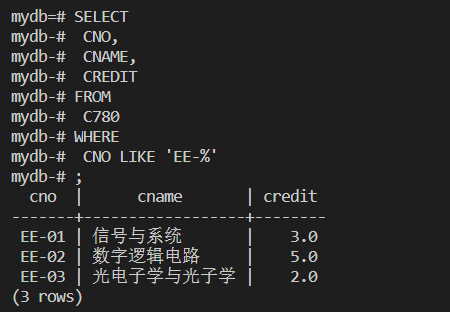 mydb=# SELECT
mydb-#  CNO,
mydb-#  CNAME,
mydb-#  CREDIT
mydb-# FROM
mydb-#  C780
mydb-# WHERE
mydb-#  CNO LIKE 'EE-%'
mydb-# ;
  cno  |      cname       | credit
-------+------------------+--------
 EE-01 | 信号与系统       |    3.0
 EE-02 | 数字逻辑电路     |    5.0
 EE-03 | 光电子学与光子学 |    2.0
(3 rows)